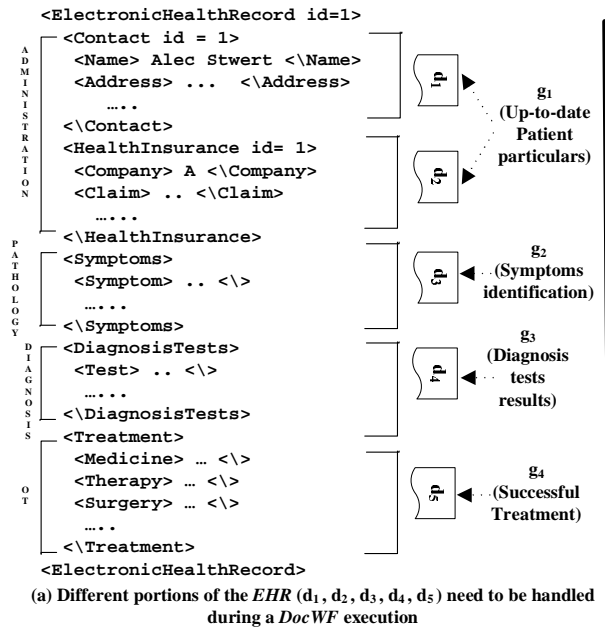 <ElectronicHealthRecord id=1>
<Contact id = 1>
<Name> Alec Stwert <\Name>
<Address> ... <\Address>
…..
<\Contact>
<HealthInsurance id= 1>
<Company> A <\Company>
<Claim> .. <\Claim>
…...
<\HealthInsurance>
<Symptoms>
<Symptom> .. <\>
…...
<\Symptoms>
<DiagnosisTests>
<Test> .. <\>
…...
<\DiagnosisTests>
<Treatment>
<Medicine> … <\>
<Therapy> … <\>
<Surgery> … <\>
…..
<\Treatment>
<ElectronicHealthRecord>
ADMINISTRATION
PATHOLOGY
DIAGNOSIS
OT
d1
d2
d3
d4
d5
g1
(Up-to-date
Patient
particulars)
g2
(Symptoms
identification)
g3
(Diagnosis
tests
results)
g4
(Successful
Treatment)
(a) Different portions of the EHR (d1, d2, d3, d4, d5) need to be handled
during a DocWF execution